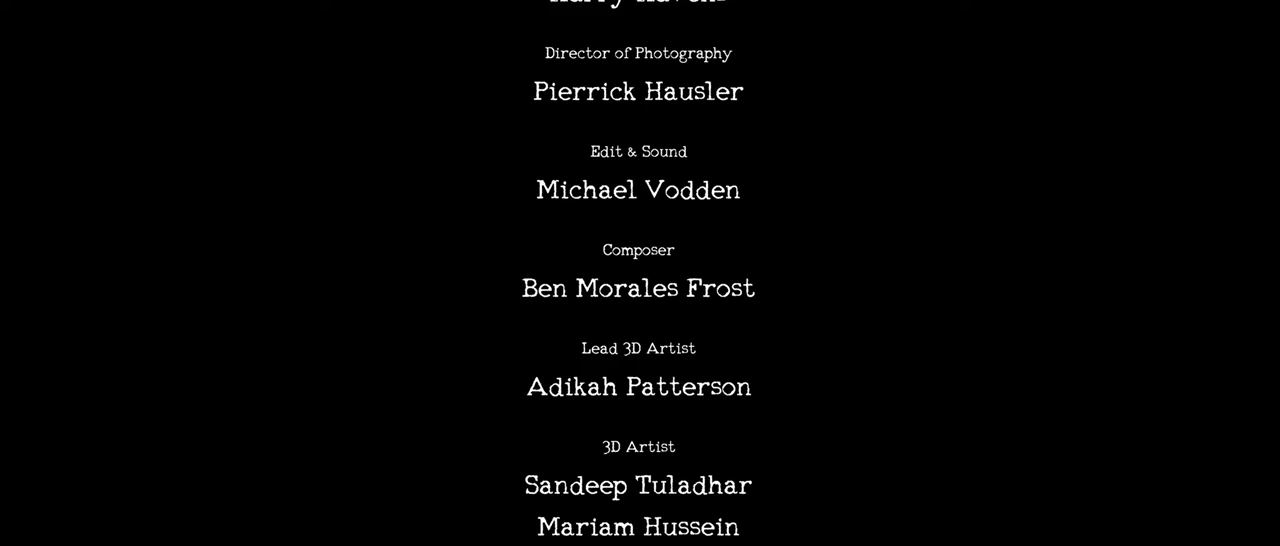 Director of Photography
Pierrick Hausler
Edit & Sound
Michael Vodden
Composer
Ben Morales Frost
Lead 3D Artist
Adikah Patterson
3D Artist
Sandeep Tuladhar
Mariam Hussein